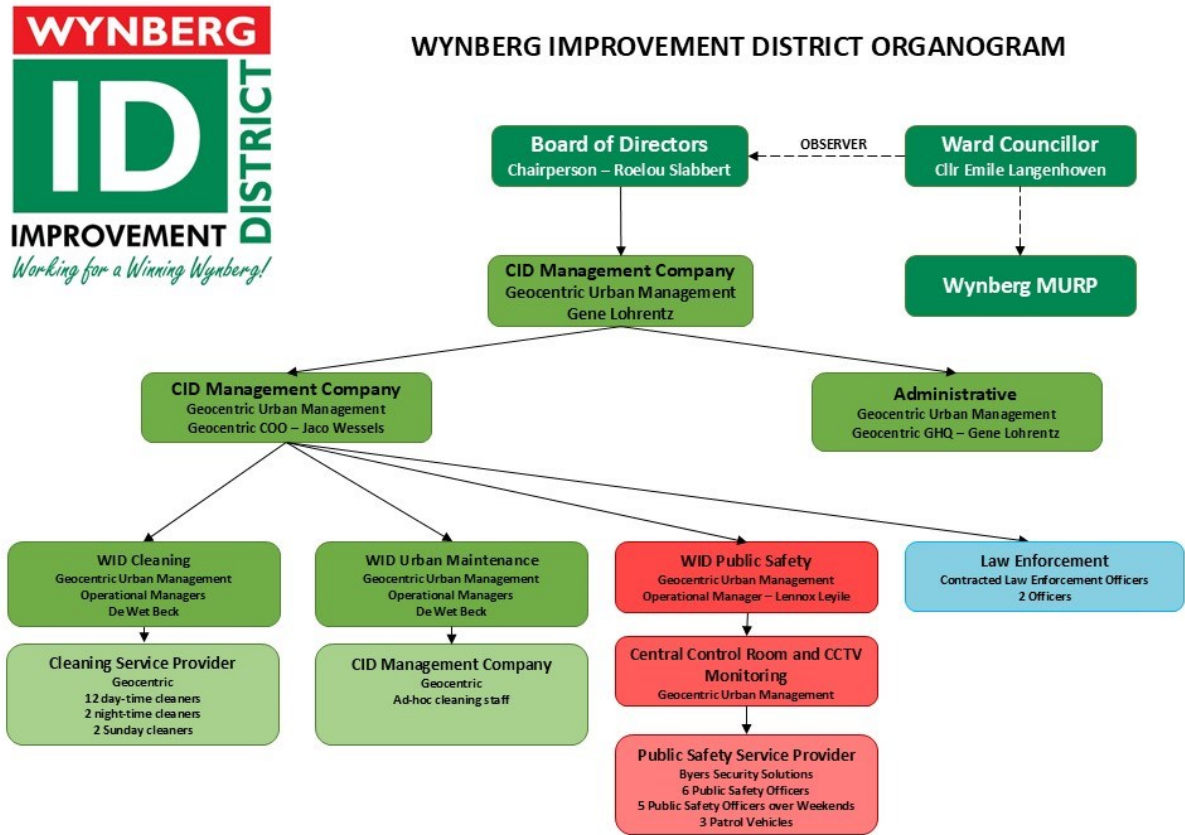 WYNBERG
ID
DISTRICT
IMPROVEMENT
Working for a Winning Wynberg!
WYNBERG IMPROVEMENT DISTRICT ORGANOGRAM
Board of Directors
Chairperson – Roelou Slabbert
OBSERVER
Ward Councillor
Cllr Emile Langenhoven
CID Management Company
Geocentric Urban Management
Gene Lohrentz
Wynberg MURP
CID Management Company
Geocentric Urban Management
Geocentric COO – Jaco Wessels
Administrative
Geocentric Urban Management
Geocentric GHQ – Gene Lohrentz
WID Cleaning
Geocentric Urban Management
Operational Managers
De Wet Beck
WID Urban Maintenance
Geocentric Urban Management
Operational Managers
De Wet Beck
WID Public Safety
Geocentric Urban Management
Operational Manager – Lennox Leyile
Law Enforcement
Contracted Law Enforcement Officers
2 Officers
Cleaning Service Provider
Geocentric
12 day-time cleaners
2 night-time cleaners
2 Sunday cleaners
CID Management Company
Geocentric
Ad-hoc cleaning staff
Central Control Room and CCTV
Monitoring
Geocentric Urban Management
Public Safety Service Provider
Byers Security Solutions
6 Public Safety Officers
5 Public Safety Officers over Weekends
3 Patrol Vehicles